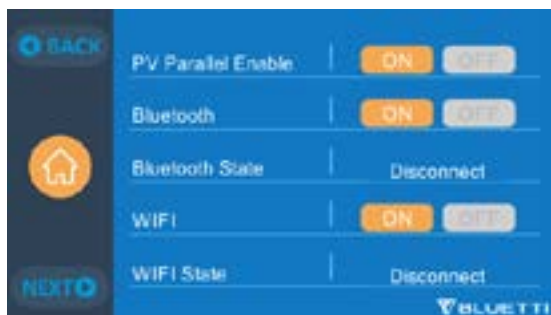 BACK
PV Parallel Enable ON OFF
Bluetooth ON OFF
Bluetooth State Disconnect
WIFI ON OFF
WIFI State Disconnect
NEXT
BLUETTI